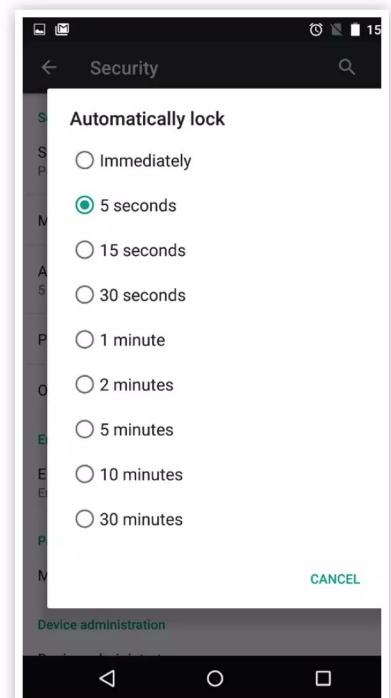 15
Security
Automatically lock
Immediately
5 seconds
15 seconds
30 seconds
1 minute
2 minutes
5 minutes
10 minutes
30 minutes
CANCEL
Device administration